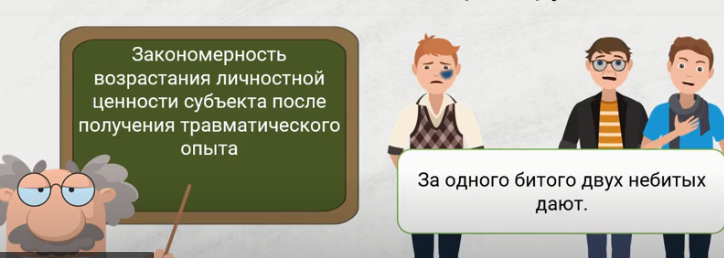 Закономерность
возрастания личностной
ценности субъекта после
получения травматического
опыта
За одного битого двух небитых
дают.